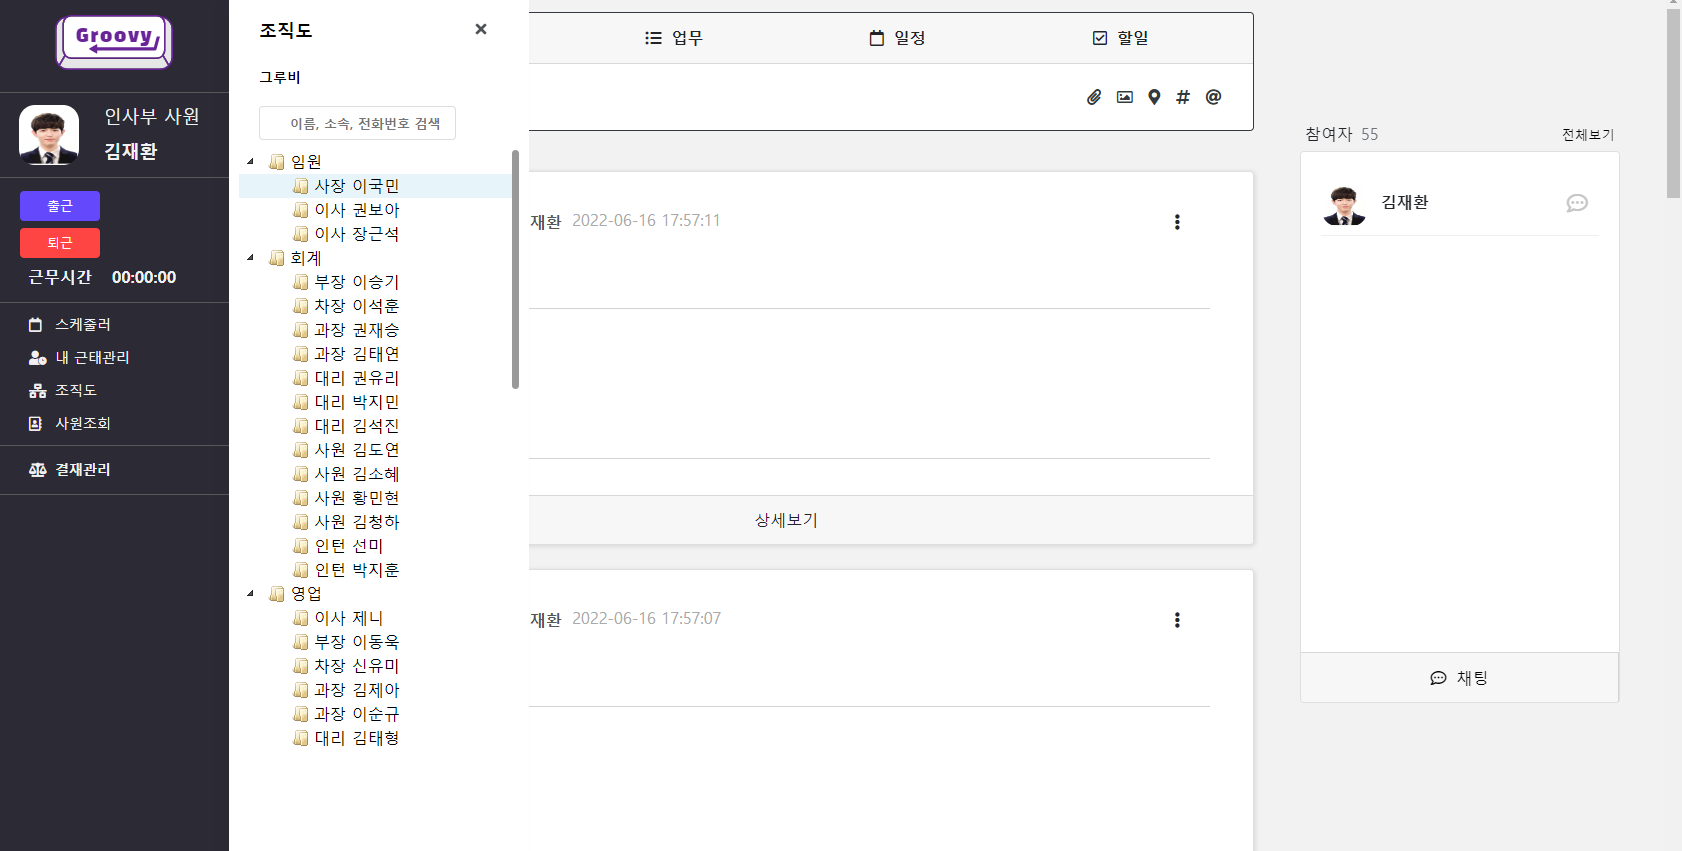 Groovy
인사부 사원
김재환
출근
퇴근
근무시간 00:00:00
스케줄러
내 근태관리
조직도
사원조회
결재관리
조직도
그루비
이름, 소속, 전화번호 검색
임원
사장 이국민
이사 권보아
이사 장근석
회계
부장 이승기
차장 이석훈
과장 권재승
과장 김태연
대리 권유리
대리 박지민
대리 김석진
사원 김도연
사원 김소혜
사원 황민현
사원 김청하
인턴 선미
인턴 박지훈
영업
이사 제니
부장 이동욱
차장 신유미
과장 김제아
과장 이순규
대리 김태형
업무 일정 할일
재환 2022-06-16 17:57:11
상세보기
재환 2022-06-16 17:57:07
참여자 55 전체보기
김재환
채팅